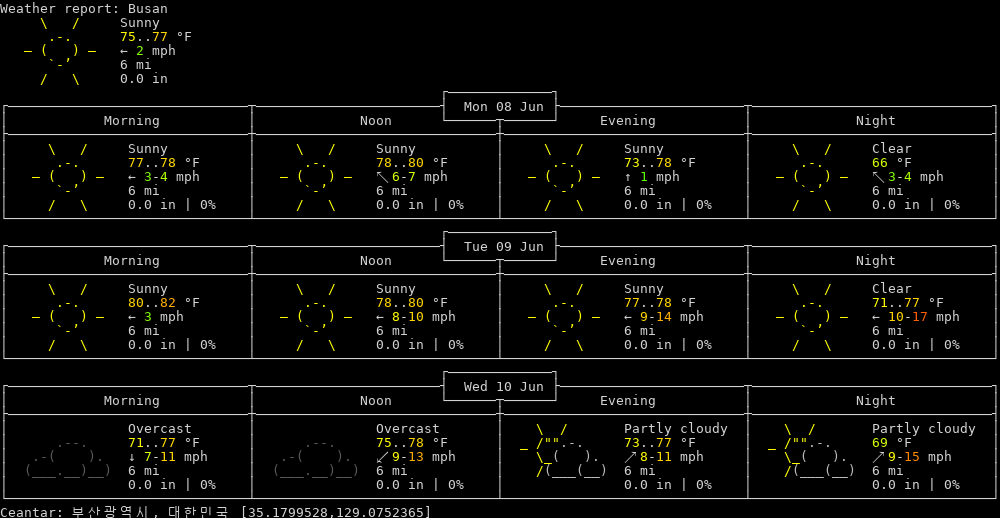 Weather report: Busan
Sunny
75..77 °F
← 2 mph
6 mi
0.0 in
Mon 08 Jun
Morning Noon Evening Night
Sunny Sunny Sunny Clear
77..78 °F 78..80 °F 73..78 °F 66 °F
← 3-4 mph ↖ 6-7 mph ↑ 1 mph ↖ 3-4 mph
6 mi 6 mi 6 mi 6 mi
0.0 in | 0% 0.0 in | 0% 0.0 in | 0% 0.0 in | 0%
Tue 09 Jun
Morning Noon Evening Night
Sunny Sunny Sunny Clear
80..82 °F 78..80 °F 77..78 °F 71..77 °F
← 3 mph ← 8-10 mph ← 9-14 mph ← 10-17 mph
6 mi 6 mi 6 mi 6 mi
0.0 in | 0% 0.0 in | 0% 0.0 in | 0% 0.0 in | 0%
Wed 10 Jun
Morning Noon Evening Night
Overcast Overcast Partly cloudy Partly cloudy
71..77 °F 75..78 °F 73..77 °F 69 °F
↓ 7-11 mph ↙ 9-13 mph ↗ 8-11 mph ↗ 9-15 mph
6 mi 6 mi 6 mi 6 mi
0.0 in | 0% 0.0 in | 0% 0.0 in | 0% 0.0 in | 0%
Ceantar: 부산광역시, 대한민국 [35.1799528,129.0752365]